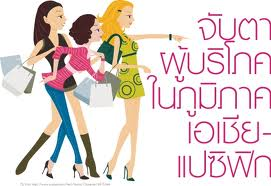 จับตา
ผู้บริโภค
ในภูมิภาค
เอเชีย-
แปซิฟิก